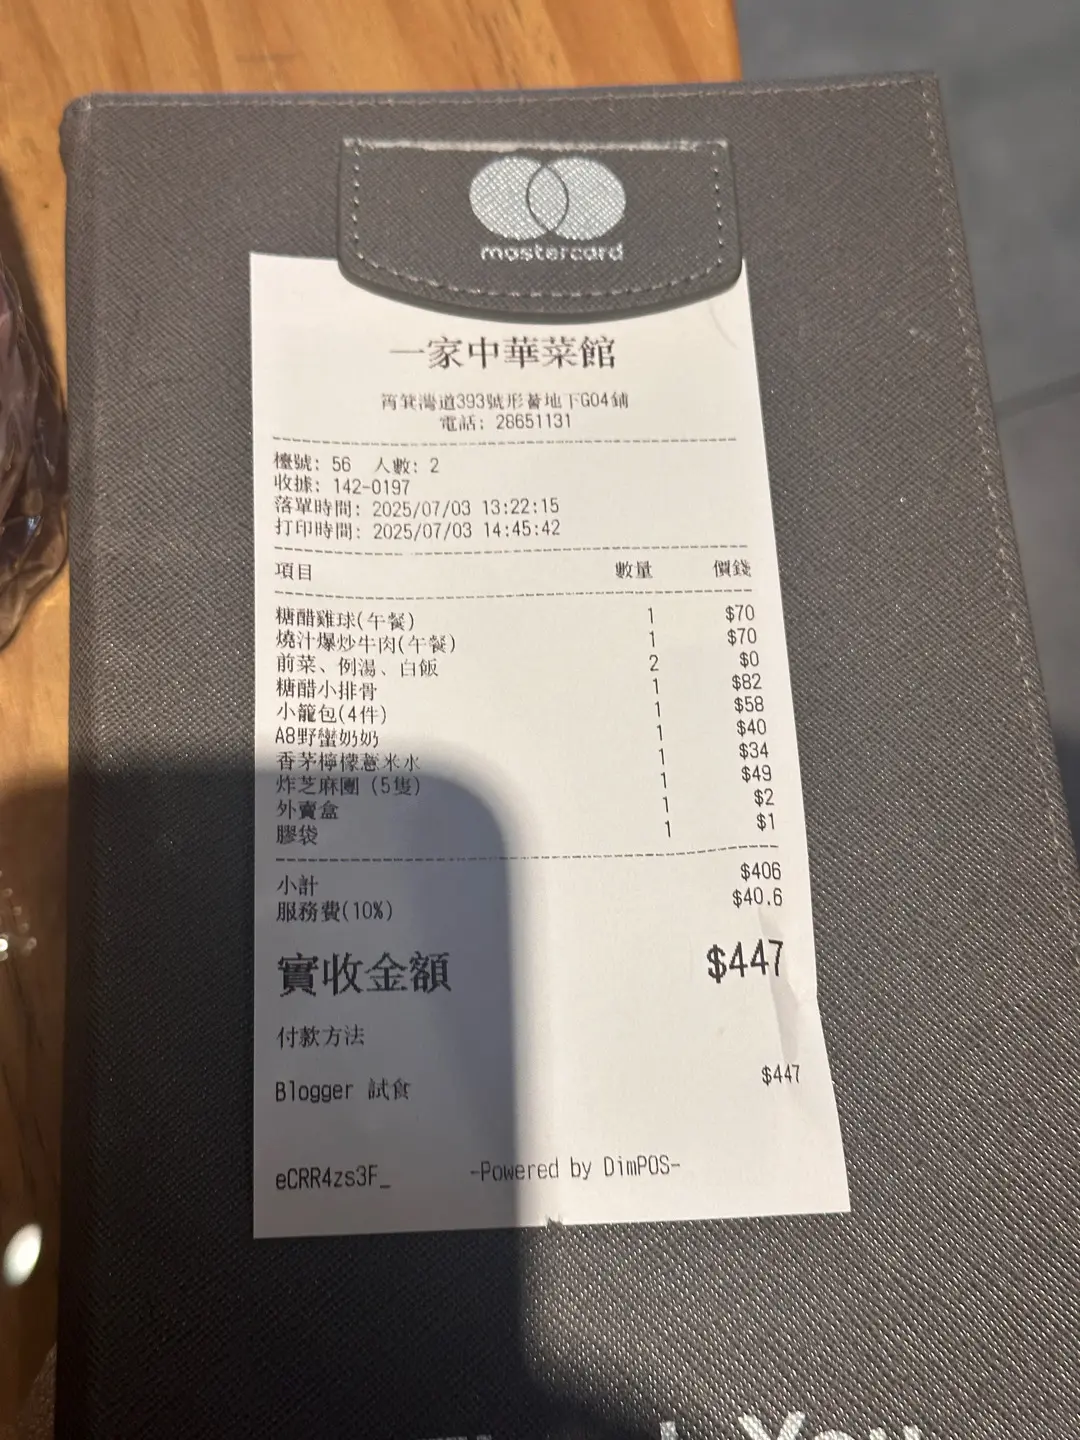 mastercard
一家中華菜館
筲箕灣道393號形薈地下G04鋪
電話: 28651131
檯號: 56 人數: 2
收據: 142-0197
落單時間: 2025/07/03 13:22:15
打印時間: 2025/07/03 14:45:42
項目 數量 價錢
糖醋雞球(午餐) 1 $70
燒汁爆炒牛肉(午餐) 1 $70
前菜、例湯、白飯 2 $0
糖醋小排骨 1 $82
小籠包(4件) 1 $58
A8野蠻奶奶 1 $40
香茅檸檬薏米水 1 $34
炸芝麻團 (5隻) 1 $49
外賣盒 1 $2
膠袋 1 $1
小計 $406
服務費(10%) $40.6
實收金額 $447
付款方法
Blogger 試食 $447
eCRR4zs3F_ -Powered by DimPOS-